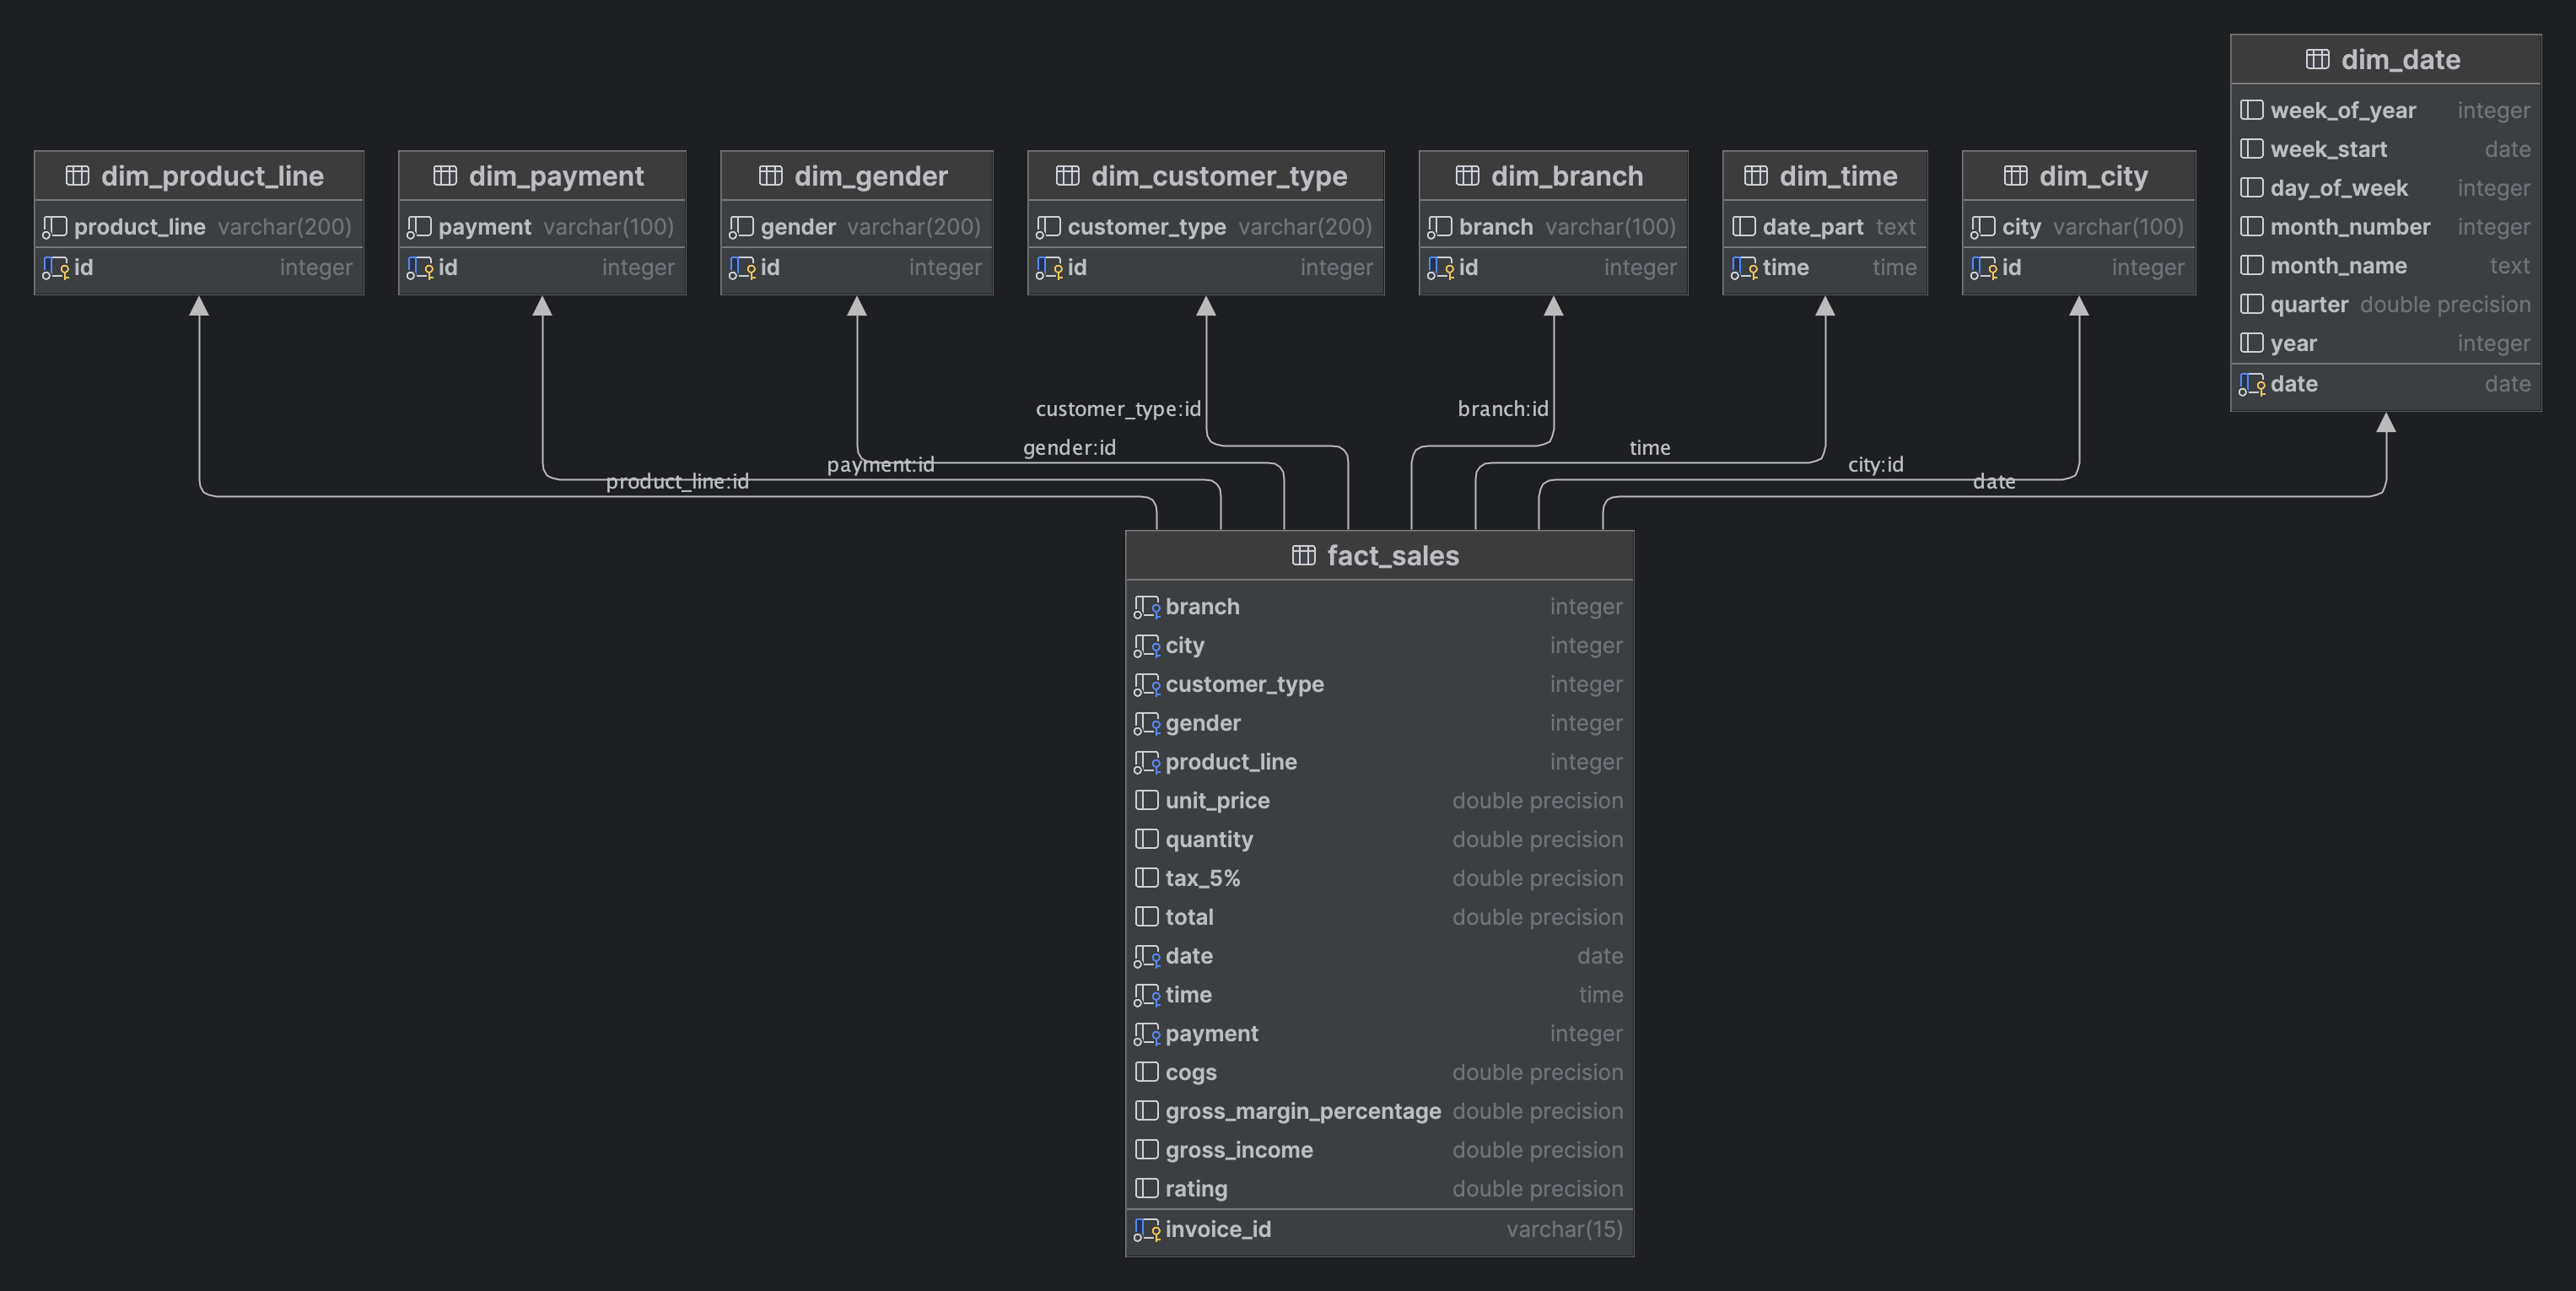 dim_date
week_of_year integer
week_start date
day_of_week integer
month_number integer
month_name text
quarter double precision
year integer
date date
dim_product_line
product_line varchar(200)
id integer
dim_payment
payment varchar(100)
id integer
dim_gender
gender varchar(200)
id integer
dim_customer_type
customer_type varchar(200)
id integer
dim_branch
branch varchar(100)
id integer
dim_time
date_part text
time time
dim_city
city varchar(100)
id integer
customer_type:id
branch:id
gender:id
time
payment:id
city:id
product_line:id
date
fact_sales
branch integer
city integer
customer_type integer
gender integer
product_line integer
unit_price double precision
quantity double precision
tax_5% double precision
total double precision
date date
time time
payment integer
cogs double precision
gross_margin_percentage double precision
gross_income double precision
rating double precision
invoice_id varchar(15)